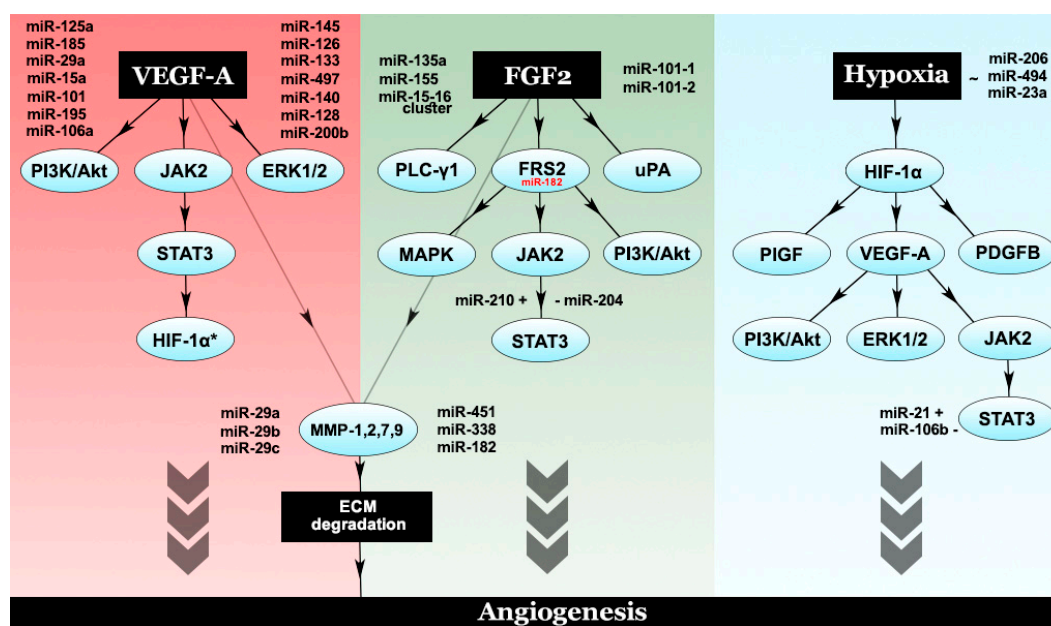 miR-125a
miR-185
miR-29a
miR-15a
miR-101
miR-195
miR-106a
VEGF-A
miR-145
miR-126
miR-133
miR-497
miR-140
miR-128
miR-200b
PI3K/Akt
JAK2
ERK1/2
STAT3
HIF-1α*
miR-135a
miR-155
miR-15-16
cluster
FGF2
miR-101-1
miR-101-2
PLC-γ1
FRS2
miR-182
uPA
MAPK
JAK2
PI3K/Akt
miR-210 +
- miR-204
STAT3
miR-29a
miR-29b
miR-29c
MMP-1,2,7,9
miR-451
miR-338
miR-182
ECM
degradation
Hypoxia
~
miR-206
miR-494
miR-23a
HIF-1α
PIGF
VEGF-A
PDGFB
PI3K/Akt
ERK1/2
JAK2
miR-21 +
miR-106b -
STAT3
Angiogenesis